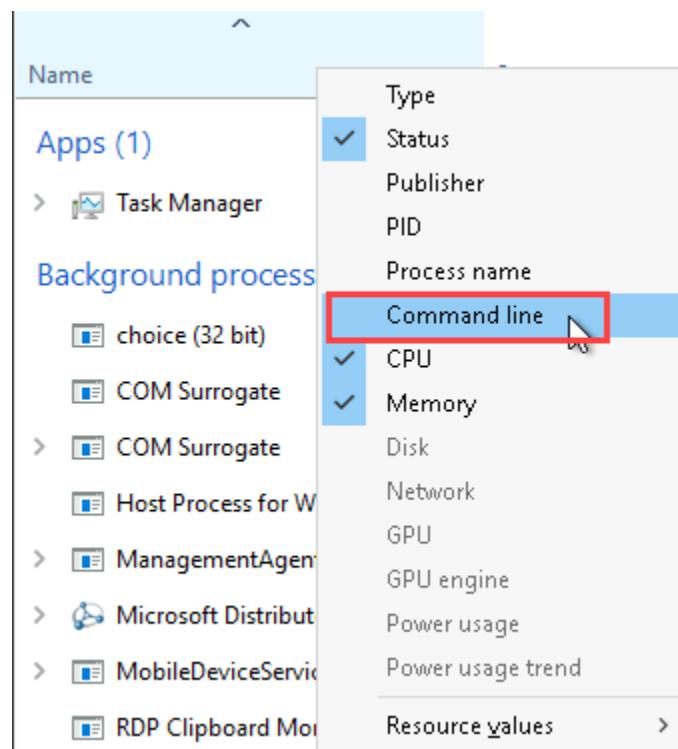 Name
Apps (1)
Task Manager
Background process
choice (32 bit)
COM Surrogate
COM Surrogate
Host Process for W
ManagementAgen
Microsoft Distribut
MobileDeviceServic
RDP Clipboard Mo
Type
Status
Publisher
PID
Process name
Command line
CPU
Memory
Disk
Network
GPU
GPU engine
Power usage
Power usage trend
Resource values